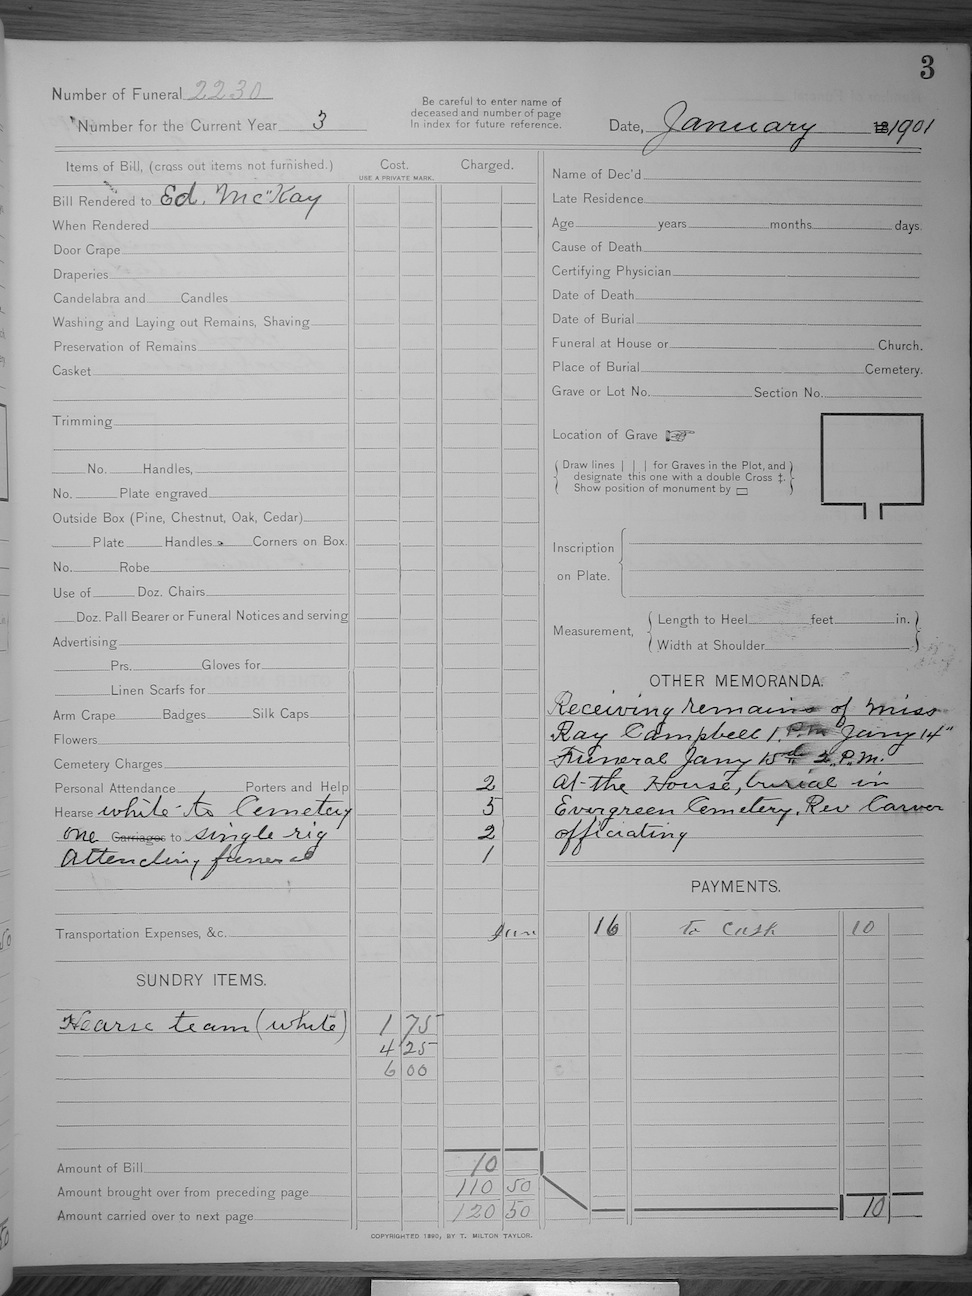 3
Number of Funeral 2230
Number for the Current Year 3
Be careful to enter name of
deceased and number of page
in index for future reference.
Date, January 1901
Items of Bill, (cross out items not furnished.) Cost. Charged.
USE A PRIVATE MARK.
Bill Rendered to Ed. McKay
When Rendered
Door Crape
Draperies
Candelabra and Candles
Washing and Laying out Remains, Shaving
Preservation of Remains
Casket
Trimming
No. Handles,
No. Plate engraved
Outside Box (Pine, Chestnut, Oak, Cedar)
Plate Handles Corners on Box.
No. Robe
Use of Doz. Chairs
Doz. Pall Bearer or Funeral Notices and serving
Advertising
Prs. Gloves for
Linen Scarfs for
Arm Crape Badges Silk Caps
Flowers
Cemetery Charges
Personal Attendance Porters and Help 2
Hearse white to Cemetery 5
one Carriages to single rig 2
Attending funeral 1
Transportation Expenses, &c.
SUNDRY ITEMS.
Hearse team (white) 1 75
4 25
6 00
Amount of Bill 10
Amount brought over from preceding page 110 50
Amount carried over to next page 120 50
Name of Dec'd
Late Residence
Age years months days.
Cause of Death
Certifying Physician
Date of Death
Date of Burial
Funeral at House or Church.
Place of Burial Cemetery.
Grave or Lot No. Section No.
Location of Grave
Draw lines | | | for Graves in the Plot, and
designate this one with a double Cross ‡.
Show position of monument by
Inscription
on Plate.
Measurement,
Length to Heel feet in.
Width at Shoulder
OTHER MEMORANDA.
Receiving remains of Miss
Ray Campbell 1 P.M. Jany 14"
Funeral Jany 15th 2 P.M.
At the House, burial in
Evergreen Cemetery. Rev Carver
officiating
PAYMENTS.
Jan 16 to Cash 10
10
COPYRIGHTED 1890, BY T. MILTON TAYLOR.